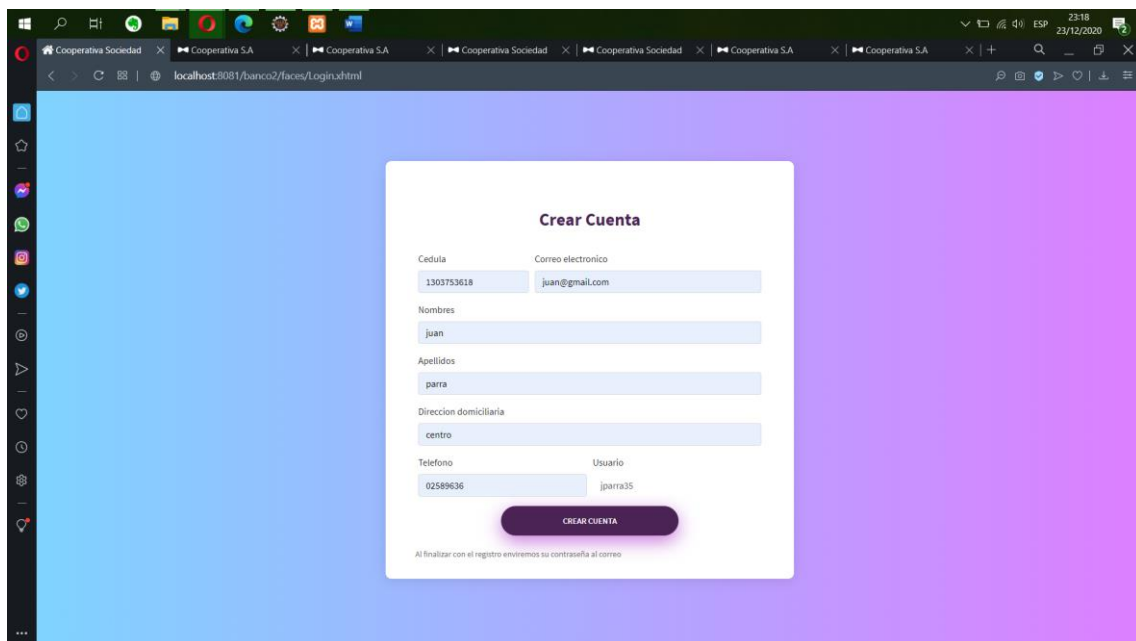 ESP
23:18
23/12/2020
2
Cooperativa Sociedad
Cooperativa S.A
Cooperativa S.A
Cooperativa Sociedad
Cooperativa Sociedad
Cooperativa S.A
Cooperativa S.A
localhost:8081/banco2/faces/Login.xhtml
Crear Cuenta
Cedula Correo electronico
1303753618 juan@gmail.com
Nombres
juan
Apellidos
parra
Direccion domiciliaria
centro
Telefono Usuario
02589636 jparra35
CREAR CUENTA
Al finalizar con el registro enviremos su contraseña al correo